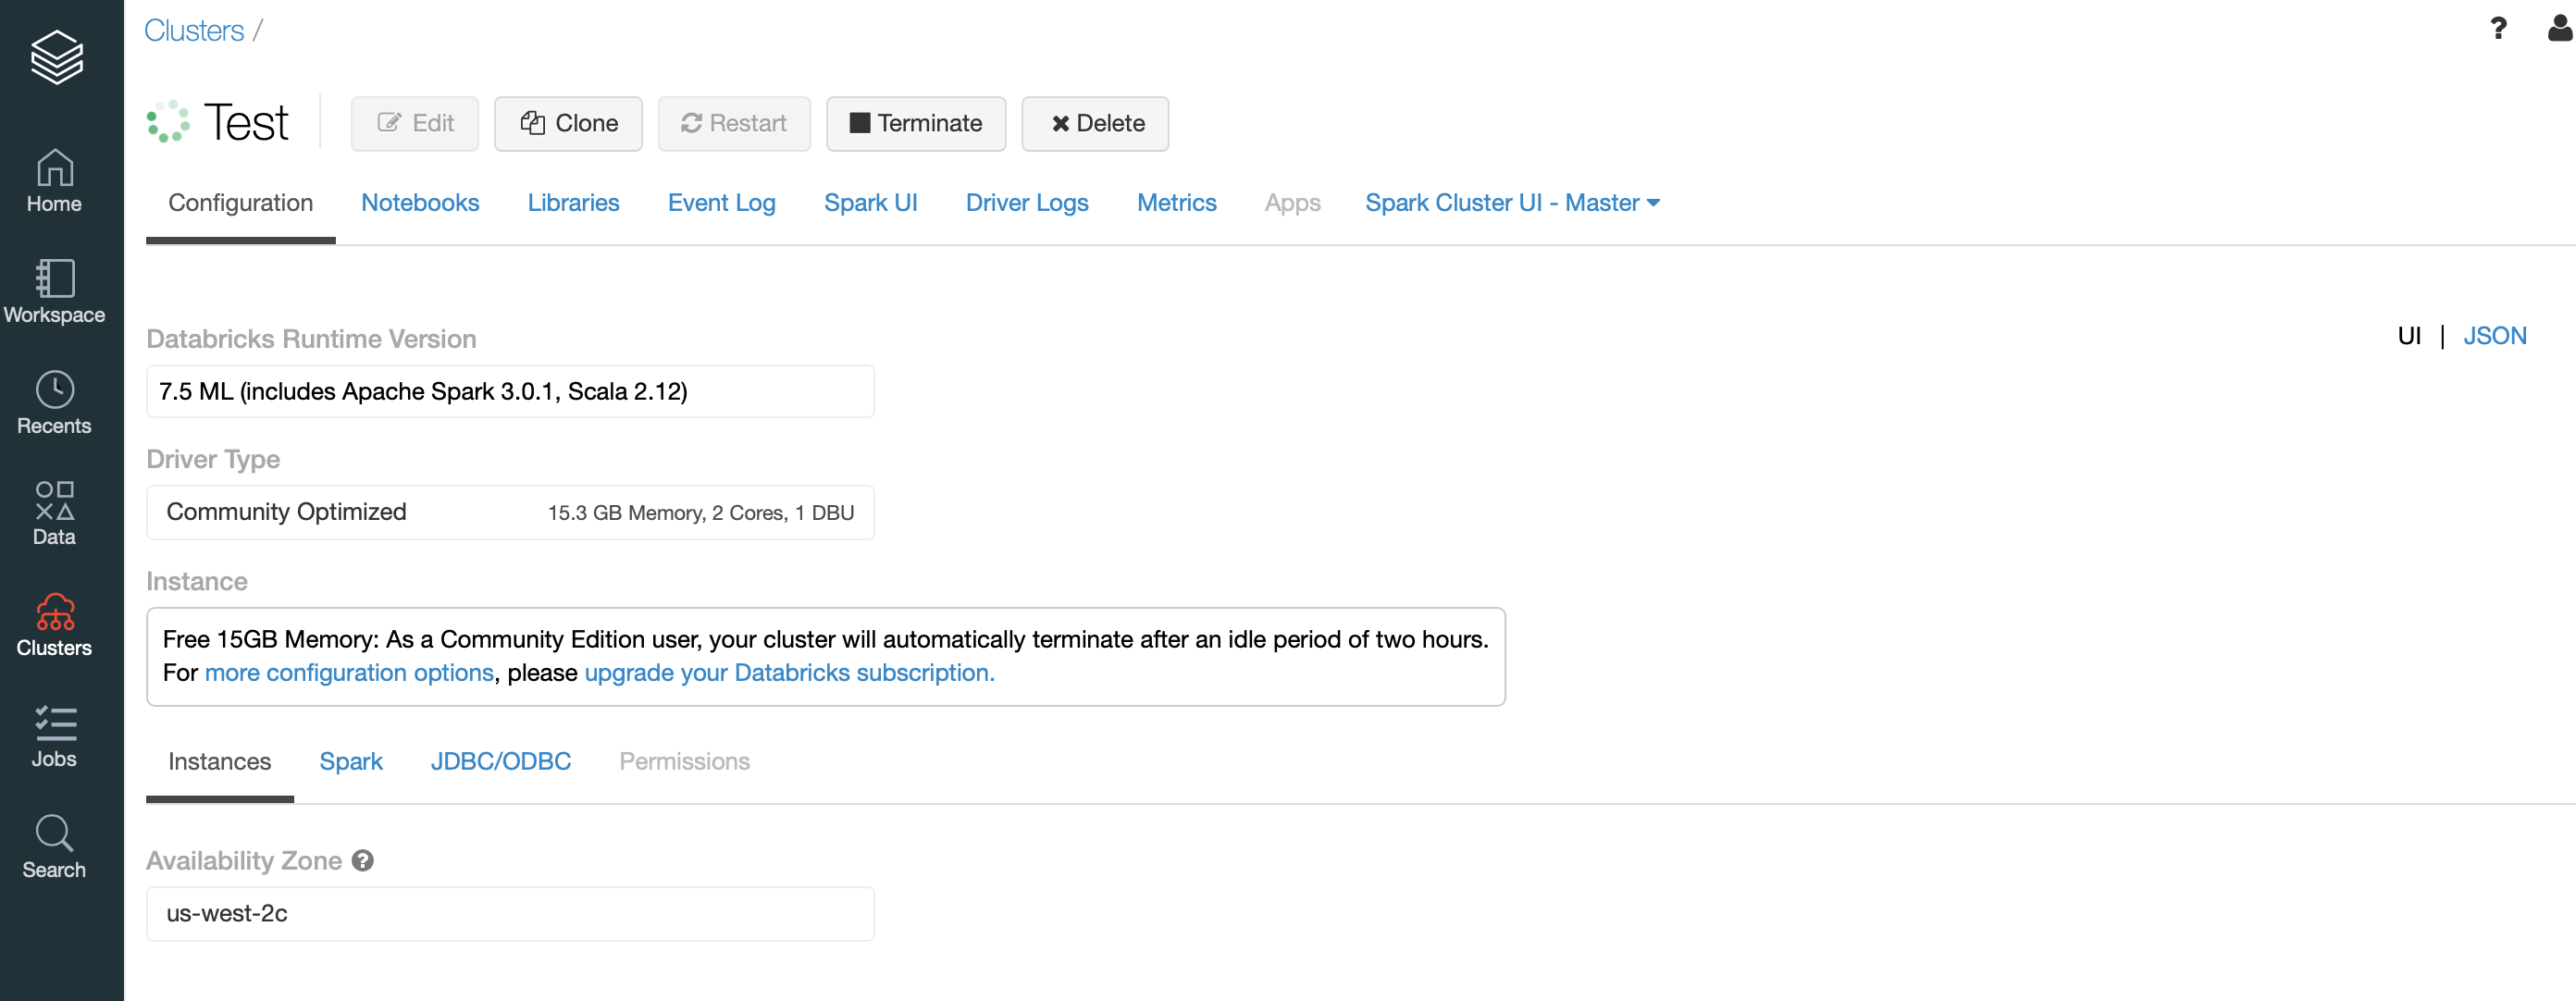 Clusters /
Test
Edit
Clone
Restart
Terminate
Delete
Configuration
Notebooks
Libraries
Event Log
Spark UI
Driver Logs
Metrics
Apps
Spark Cluster UI - Master
Home
Workspace
Recents
Data
Clusters
Jobs
Search
UI | JSON
Databricks Runtime Version
7.5 ML (includes Apache Spark 3.0.1, Scala 2.12)
Driver Type
Community Optimized 15.3 GB Memory, 2 Cores, 1 DBU
Instance
Free 15GB Memory: As a Community Edition user, your cluster will automatically terminate after an idle period of two hours.
For more configuration options, please upgrade your Databricks subscription.
Instances
Spark
JDBC/ODBC
Permissions
Availability Zone ?
us-west-2c